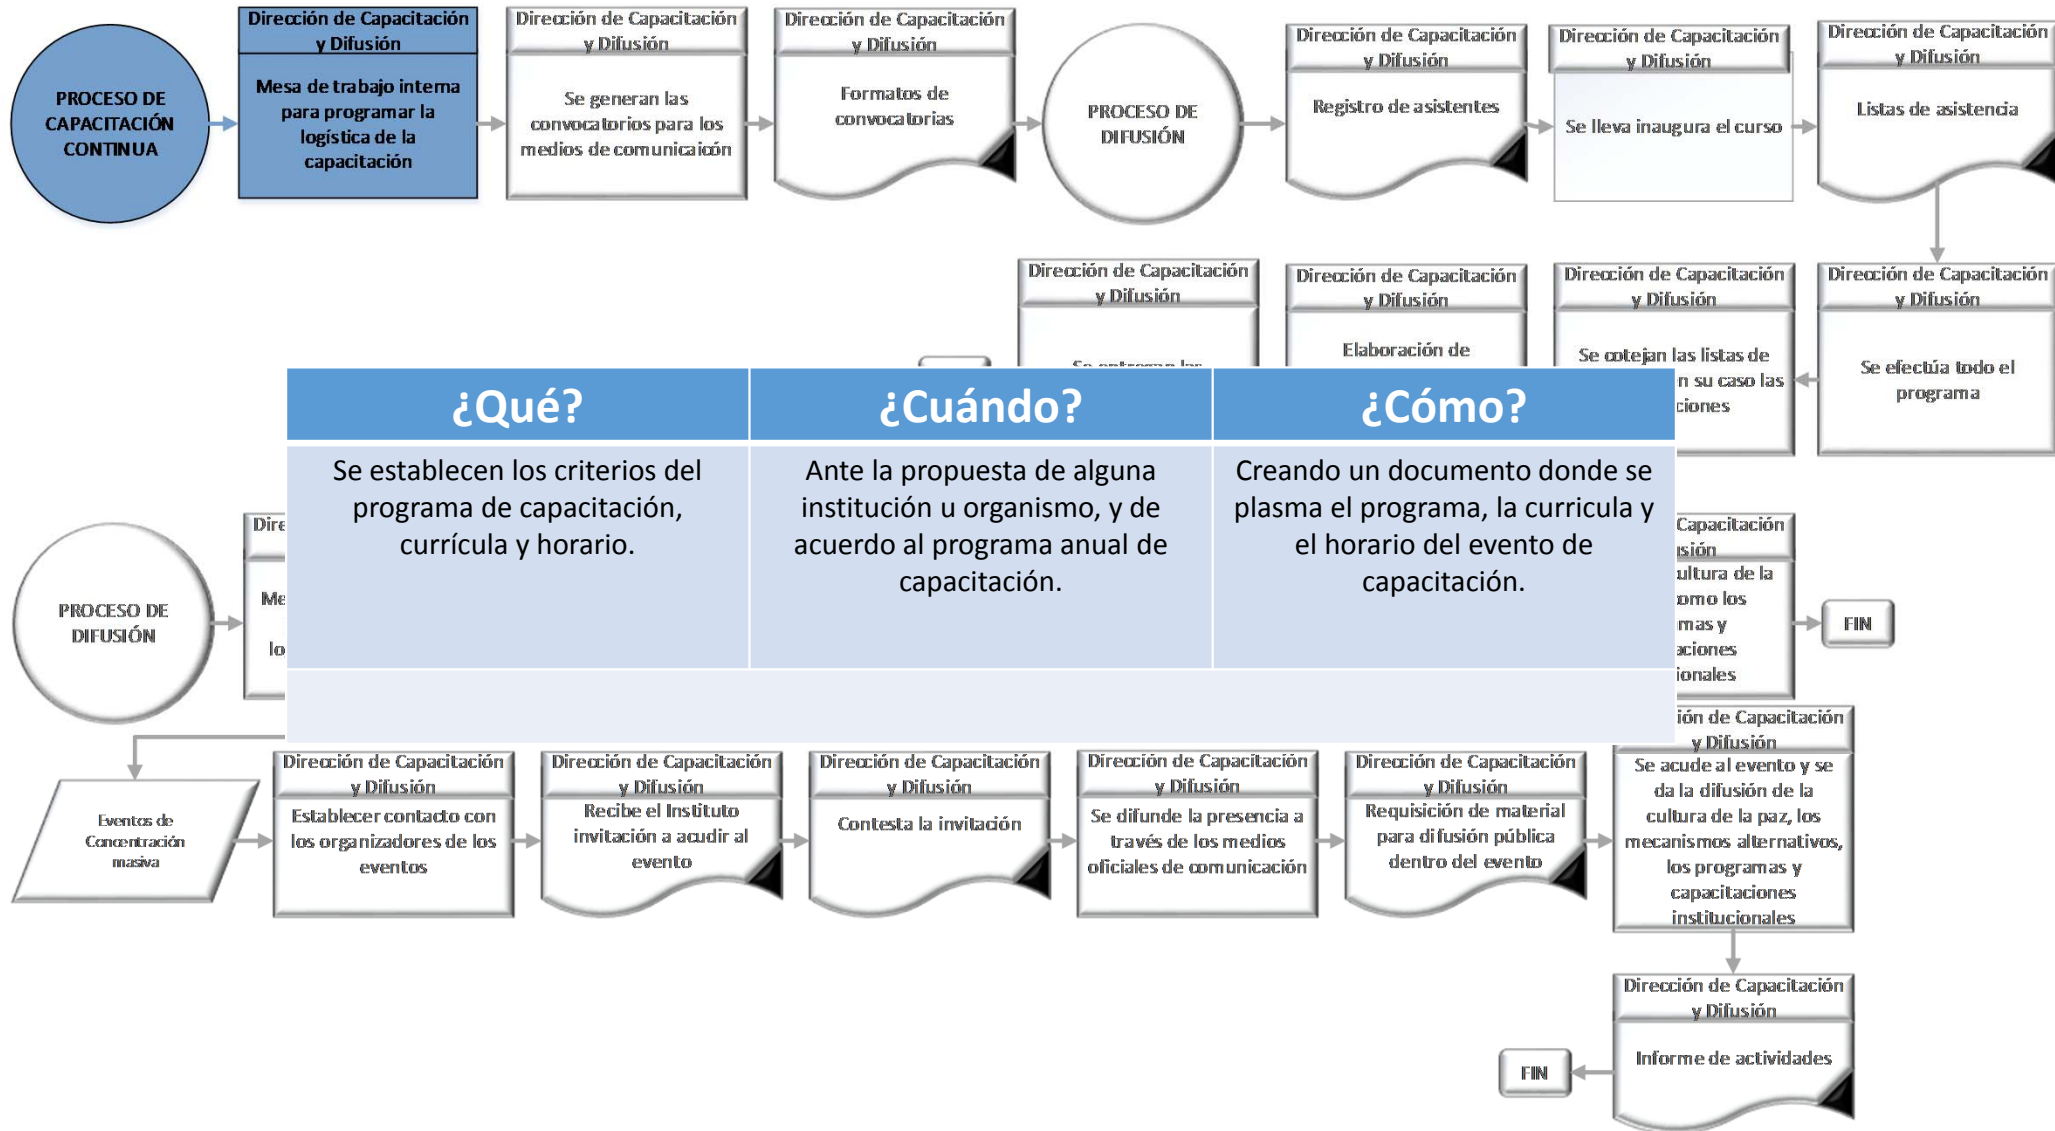 PROCESO DE
CAPACITACIÓN
CONTINUA
Dirección de Capacitación
y Difusión
Mesa de trabajo interna
para programar la
logística de la
capacitación
Dirección de Capacitación
y Difusión
Se generan las
convocatorios para los
medios de comunicaicón
Dirección de Capacitación
y Difusión
Formatos de
convocatorias
PROCESO DE
DIFUSIÓN
Dirección de Capacitación
y Difusión
Registro de asistentes
Dirección de Capacitación
y Difusión
Se lleva inaugura el curso
Dirección de Capacitación
y Difusión
Listas de asistencia
Dirección de Capacitación
y Difusión
Dirección de Capacitación
y Difusión
Elaboración de
Dirección de Capacitación
y Difusión
Se cotejan las listas de
n su caso las
ciones
Dirección de Capacitación
y Difusión
Se efectúa todo el
programa
¿Qué?
¿Cuándo?
¿Cómo?
Se establecen los criterios del
programa de capacitación,
currícula y horario.
Ante la propuesta de alguna
institución u organismo, y de
acuerdo al programa anual de
capacitación.
Creando un documento donde se
plasma el programa, la curricula y
el horario del evento de
capacitación.
PROCESO DE
DIFUSIÓN
Dire
Me
lo
Capacitación
usión
ultura de la
omo los
mas y
aciones
ionales
FIN
Eventos de
Concentración
masiva
Dirección de Capacitación
y Difusión
Establecer contacto con
los organizadores de los
eventos
Dirección de Capacitación
y Difusión
Recibe el Instituto
invitación a acudir al
evento
Dirección de Capacitación
y Difusión
Contesta la invitación
Dirección de Capacitación
y Difusión
Se difunde la presencia a
través de los medios
oficiales de comunicación
Dirección de Capacitación
y Difusión
Requisición de material
para difusión pública
dentro del evento
ión de Capacitación
y Difusión
Se acude al evento y se
da la difusión de la
cultura de la paz, los
mecanismos alternativos,
los programas y
capacitaciones
institucionales
Dirección de Capacitación
y Difusión
Informe de actividades
FIN